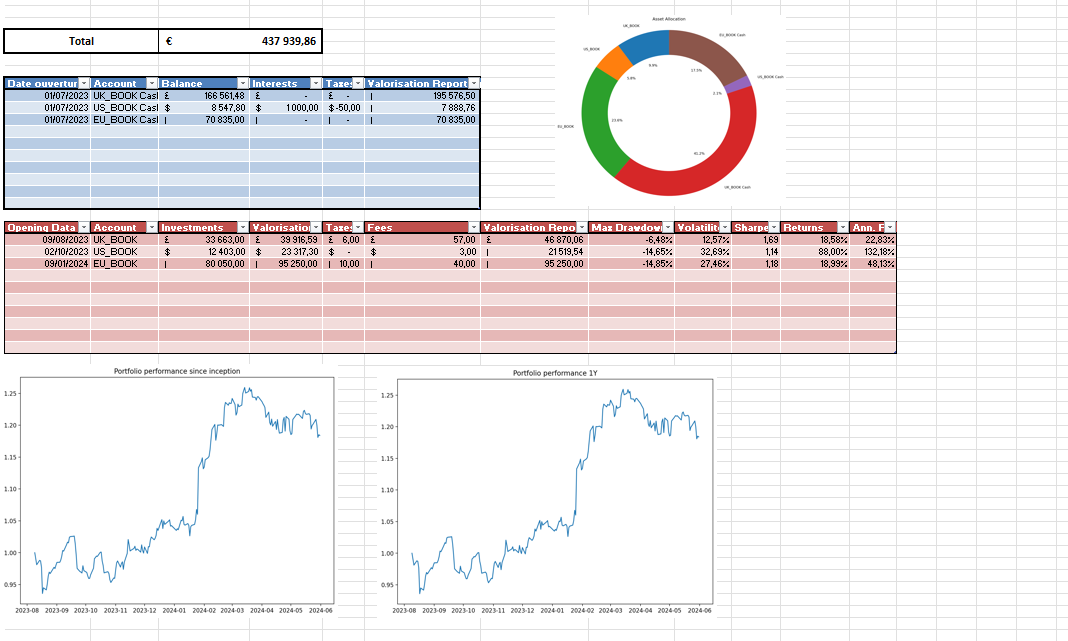 Total € 437 939,86
Asset Allocation
UK_BOOK
EU_BOOK Cash
US_BOOK
US_BOOK Cash
9.9%
17.5%
5.8%
2.1%
23.6%
EU_BOOK
41.2%
UK_BOOK Cash
Date ouvertur Account Balance Interests Taxe: Valorisation Report
01/07/2023 UK_BOOK Casl £ 166 561,48 £ - £ - | 195 576,50
01/07/2023 US_BOOK Casl $ 8 547,80 $ 1 000,00 $ -50,00 | 7 888,76
01/07/2023 EU_BOOK Casl | 70 835,00 | - | - | 70 835,00
Opening Data Account Investments Valorisatio Taxe: Fees Valorisation Repo Max Drawdow Volatilit Sharpe Returns Ann. F
09/08/2023 UK_BOOK £ 33 663,00 £ 39 916,59 £ 6,00 | 57,00 £ 46 870,06 -6,48% 12,57% 1,69 18,58% 22,83%
02/10/2023 US_BOOK $ 12 403,00 $ 23 317,30 $ - $ 3,00 | 21 519,54 -14,65% 32,69% 1,14 88,00% 132,18%
09/01/2024 EU_BOOK | 80 050,00 | 95 250,00 | 10,00 | 40,00 | 95 250,00 -14,85% 27,46% 1,18 18,99% 48,13%
Portfolio performance since inception
1.25
1.20
1.15
1.10
1.05
1.00
0.95
2023-08 2023-09 2023-10 2023-11 2023-12 2024-01 2024-02 2024-03 2024-04 2024-05 2024-06
Portfolio performance 1Y
1.25
1.20
1.15
1.10
1.05
1.00
0.95
2023-08 2023-09 2023-10 2023-11 2023-12 2024-01 2024-02 2024-03 2024-04 2024-05 2024-06